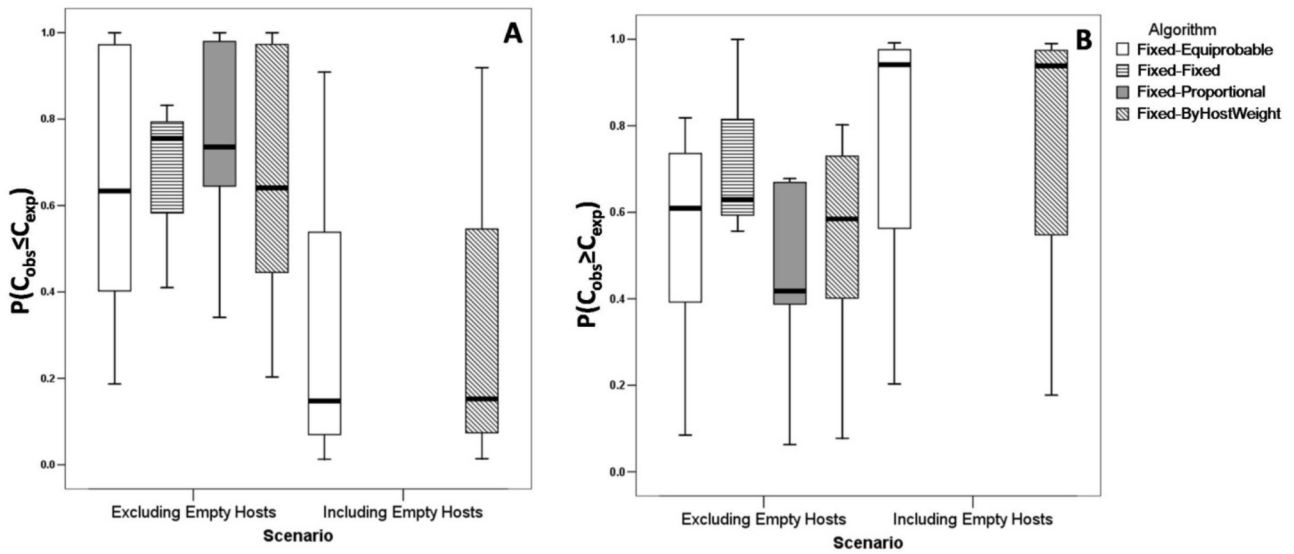 A
1.0
0.8
0.6
0.4
0.2
0.0
P(Cobs≤Cexp)
Excluding Empty Hosts
Including Empty Hosts
Scenario
B
1.0
0.8
0.6
0.4
0.2
0.0
P(Cobs≥Cexp)
Excluding Empty Hosts
Including Empty Hosts
Scenario
Algorithm
Fixed-Equiprobable
Fixed-Fixed
Fixed-Proportional
Fixed-ByHostWeight